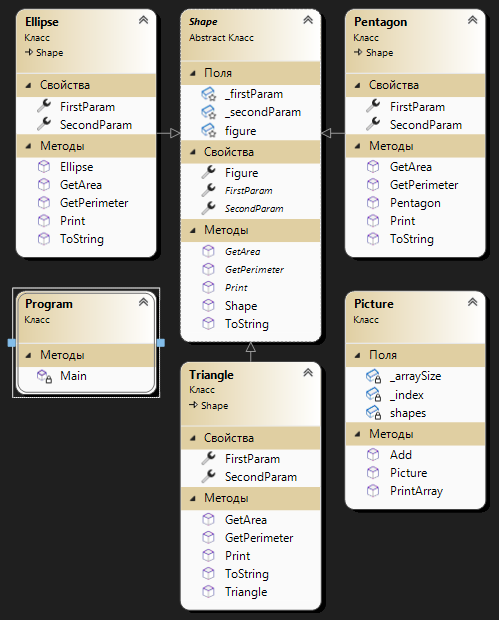 Ellipse
Класс
Shape
Свойства
FirstParam
SecondParam
Методы
Ellipse
GetArea
GetPerimeter
Print
ToString
Shape
Abstract Класс
Поля
_firstParam
_secondParam
figure
Свойства
Figure
FirstParam
SecondParam
Методы
GetArea
GetPerimeter
Print
Shape
ToString
Pentagon
Класс
Shape
Свойства
FirstParam
SecondParam
Методы
GetArea
GetPerimeter
Pentagon
Print
ToString
Program
Класс
Методы
Main
Triangle
Класс
Shape
Свойства
FirstParam
SecondParam
Методы
GetArea
GetPerimeter
Print
ToString
Triangle
Picture
Класс
Поля
_arraySize
_index
shapes
Методы
Add
Picture
PrintArray